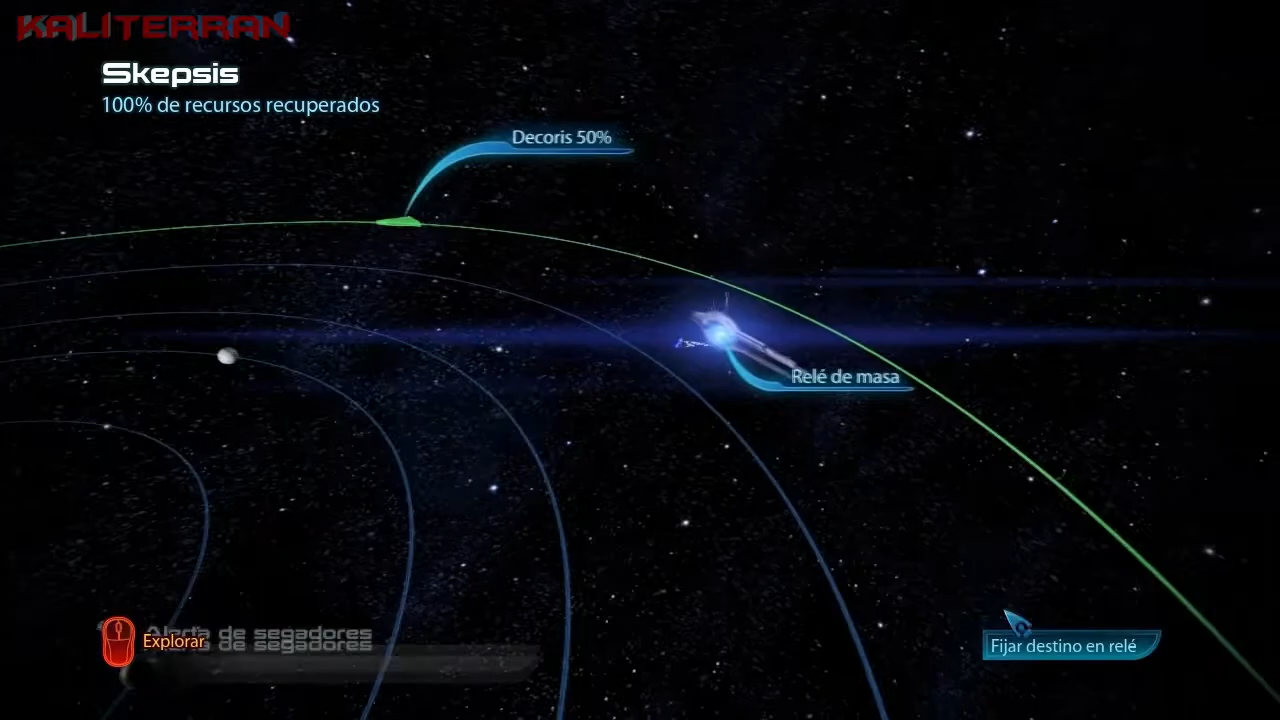 KALITERRAN
Skepsis
100% de recursos recuperados
Decoris 50%
Relé de masa
Alerta de segadores
Explorar
Fijar destino en relé